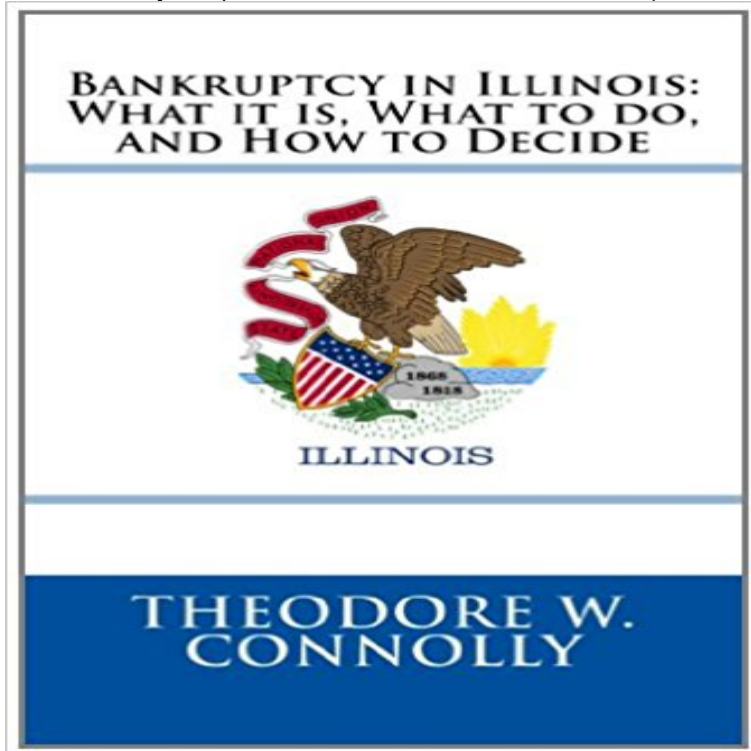 BANKRUPTCY IN ILLINOIS:
WHAT IT IS, WHAT TO DO,
AND HOW TO DECIDE
1868
1818
ILLINOIS
THEODORE W.
CONNOLLY